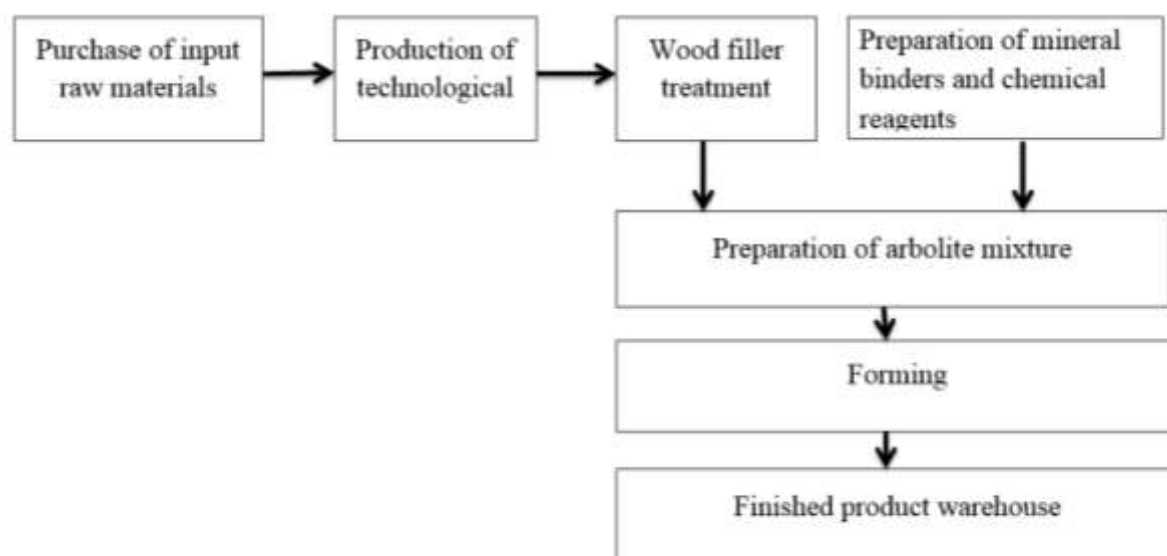 Purchase of input
raw materials
Production of
technological
Wood filler
treatment
Preparation of mineral
binders and chemical
reagents
Preparation of arbolite mixture
Forming
Finished product warehouse